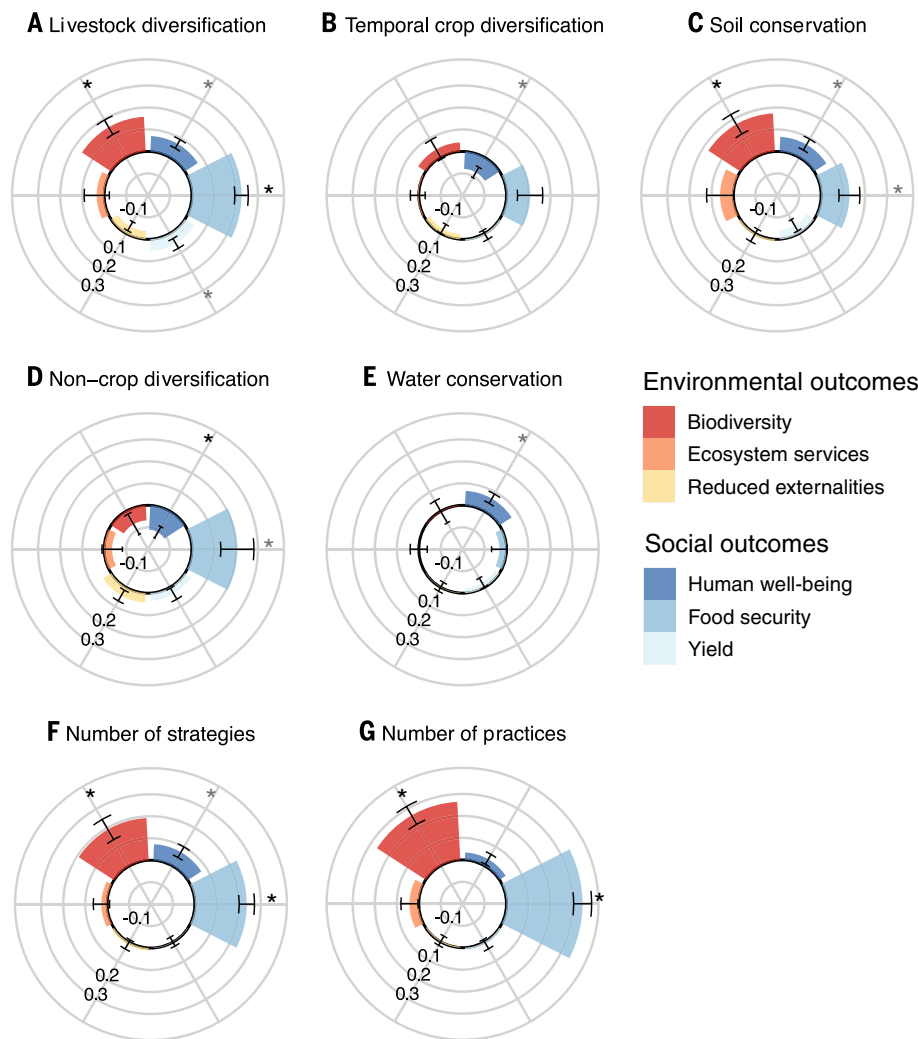 A Livestock diversification
B Temporal crop diversification
C Soil conservation
*
*
*
*
*
*
*
*
-0.1
0.1
0.2
0.3
-0.1
0.1
0.2
0.3
-0.1
0.2
0.3
D Non–crop diversification
E Water conservation
*
*
*
-0.1
0.2
0.3
-0.1
0.1
0.2
0.3
Environmental outcomes
Biodiversity
Ecosystem services
Reduced externalities
Social outcomes
Human well-being
Food security
Yield
F Number of strategies
G Number of practices
*
*
*
*
*
-0.1
0.2
0.3
-0.1
0.1
0.2
0.3